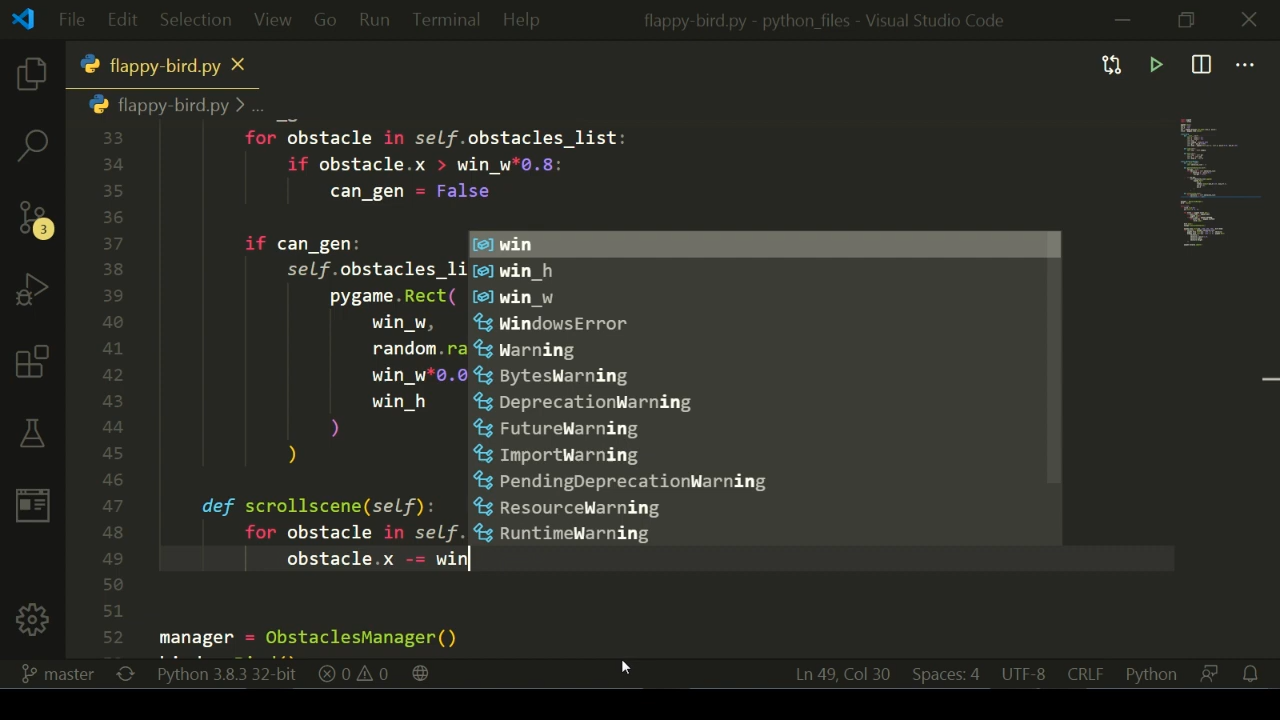 File Edit Selection View Go Run Terminal Help flappy-bird.py - python_files - Visual Studio Code
flappy-bird.py
flappy-bird.py > ...
33 for obstacle in self.obstacles_list:
34 if obstacle.x > win_w*0.8:
35 can_gen = False
36
37 if can_gen:
38 self.obstacles_li
39 pygame.Rect(
40 win_w,
41 random.ra
42 win_w*0.0
43 win_h
44 )
45 )
46
47 def scrollscene(self):
48 for obstacle in self.
49 obstacle.x -= win
50
51
52 manager = ObstaclesManager()
win
win_h
win_w
WindowsError
Warning
BytesWarning
DeprecationWarning
FutureWarning
ImportWarning
PendingDeprecationWarning
ResourceWarning
RuntimeWarning
3
master Python 3.8.3 32-bit 0 0 Ln 49, Col 30 Spaces: 4 UTF-8 CRLF Python